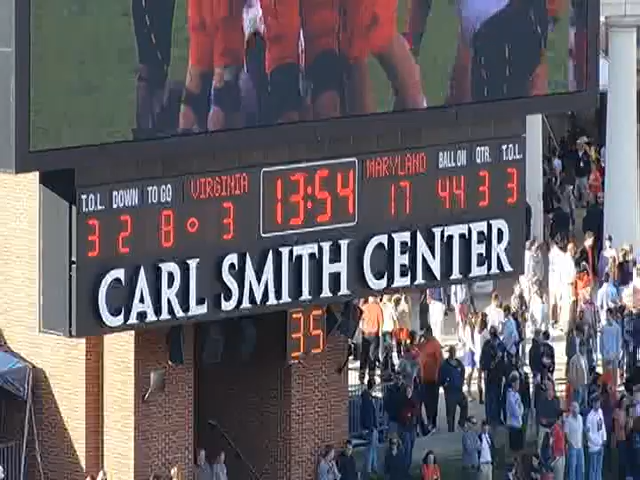 T.O.L. DOWN TO GO VIRGINIA 13:54 MARYLAND BALL ON QTR. T.O.L.
3 2 8 3 17 44 3 3
CARL SMITH CENTER
35